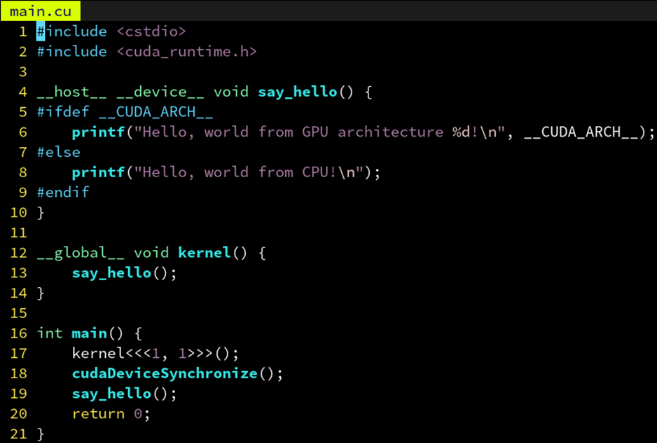 main.cu
1 #include <cstdio>
2 #include <cuda_runtime.h>
3
4 __host__ __device__ void say_hello() {
5 #ifdef __CUDA_ARCH__
6     printf("Hello, world from GPU architecture %d!\n", __CUDA_ARCH__);
7 #else
8     printf("Hello, world from CPU!\n");
9 #endif
10 }
11
12 __global__ void kernel() {
13     say_hello();
14 }
15
16 int main() {
17     kernel<<<1, 1>>>();
18     cudaDeviceSynchronize();
19     say_hello();
20     return 0;
21 }